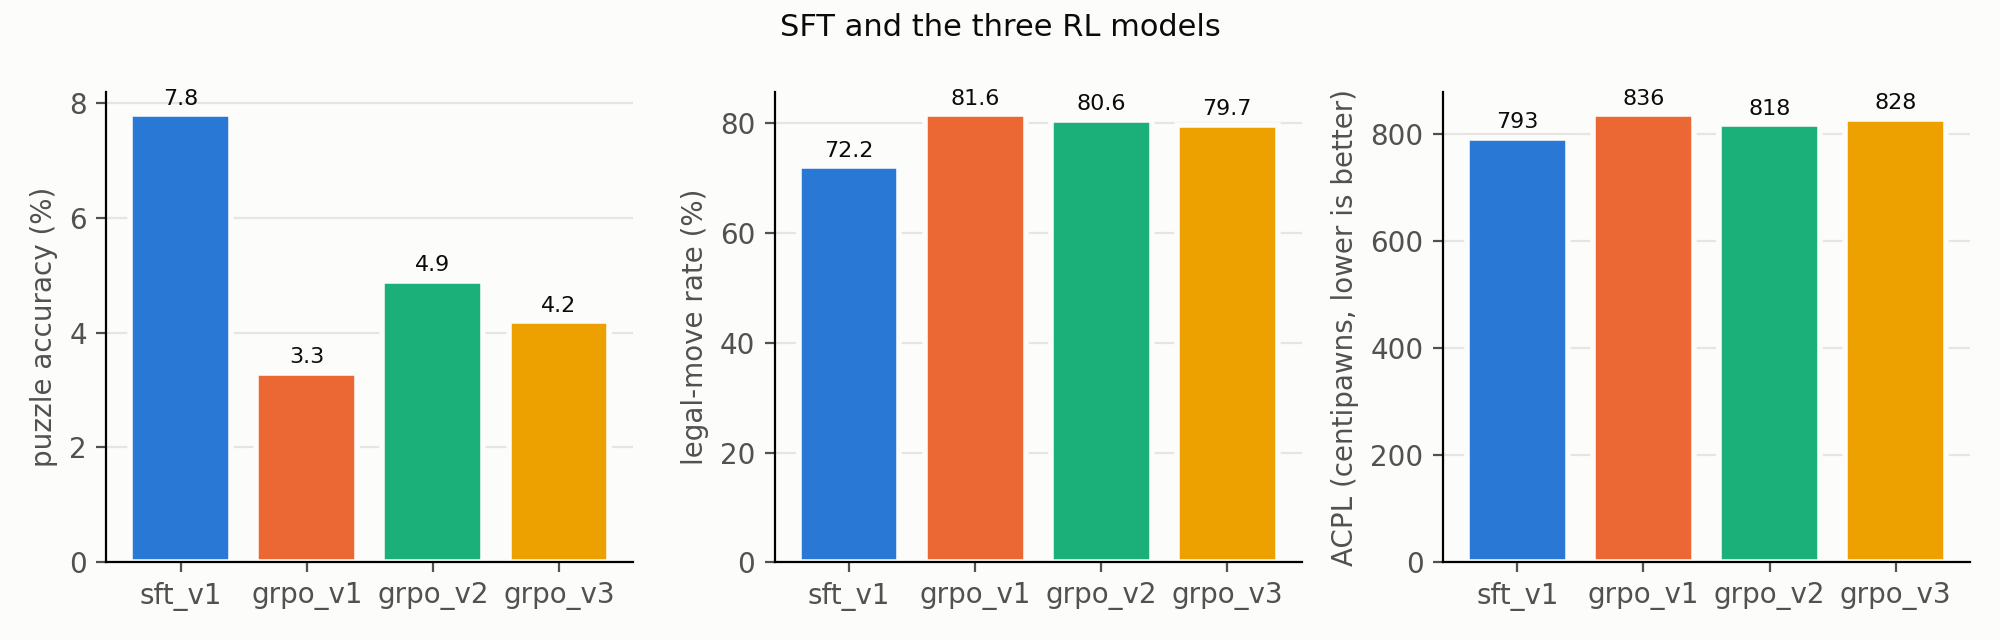 SFT and the three RL models
puzzle accuracy (%)
8
6
4
2
0
7.8
3.3
4.9
4.2
sft_v1
grpo_v1
grpo_v2
grpo_v3
legal-move rate (%)
80
60
40
20
0
72.2
81.6
80.6
79.7
sft_v1
grpo_v1
grpo_v2
grpo_v3
ACPL (centipawns, lower is better)
800
600
400
200
0
793
836
818
828
sft_v1
grpo_v1
grpo_v2
grpo_v3